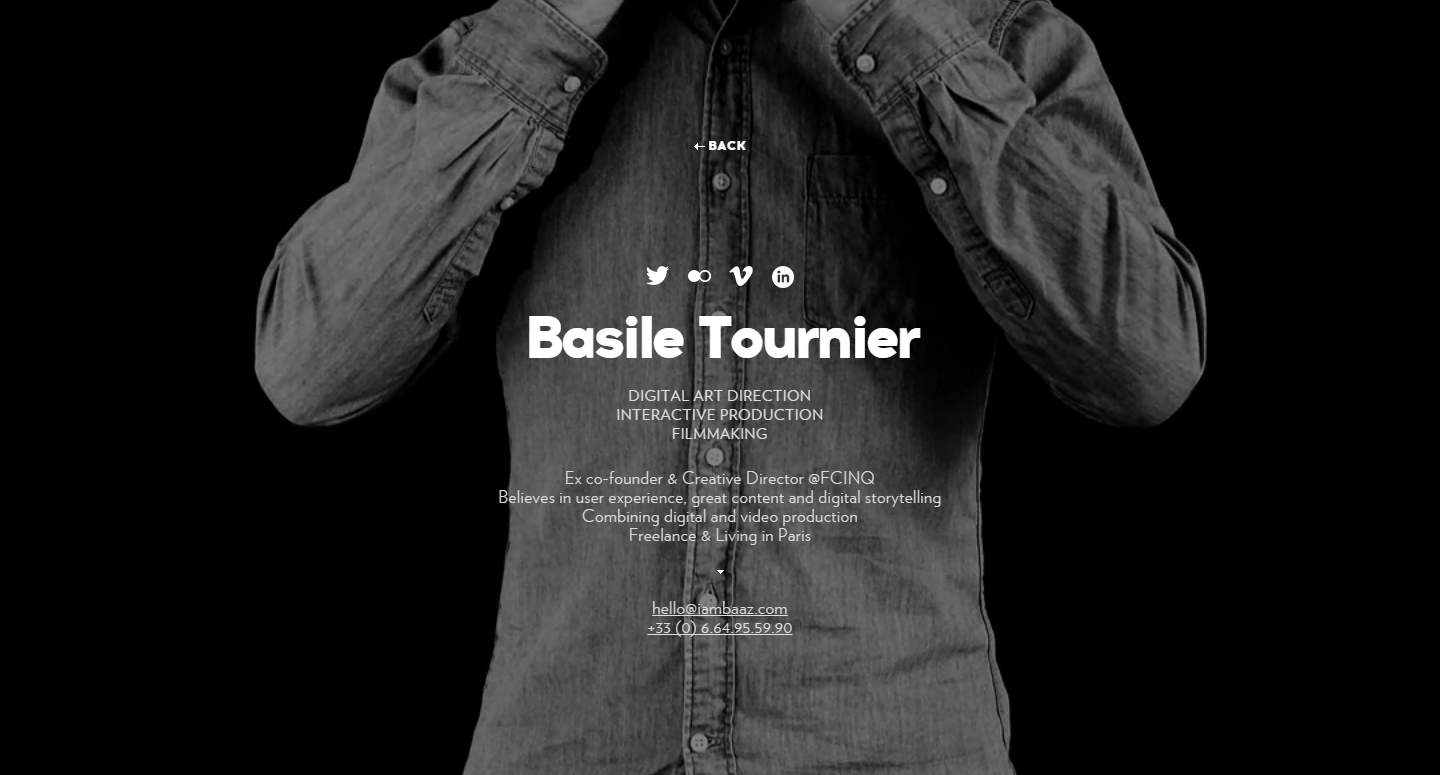 ← BACK
Basile Tournier
DIGITAL ART DIRECTION
INTERACTIVE PRODUCTION
FILMMAKING
Ex co-founder & Creative Director @FCINQ
Believes in user experience, great content and digital storytelling
Combining digital and video production
Freelance & Living in Paris
hello@iambaaz.com
+33 (0) 6.64.95.59.90